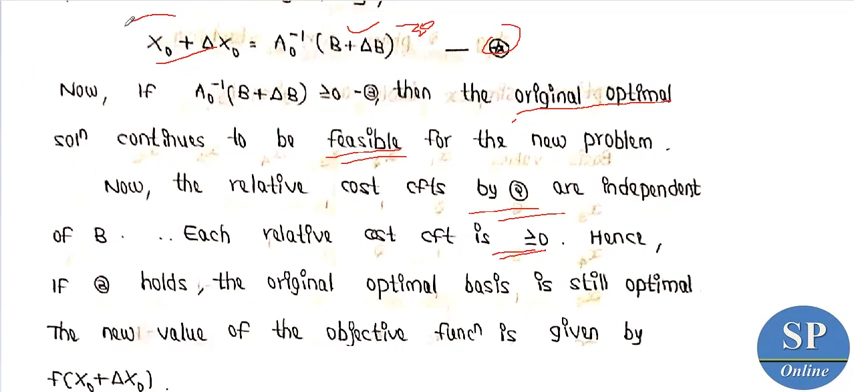 X₀ + ΔX₀ = A₀⁻¹ (B + ΔB) —
Now, If A₀⁻¹(B+ΔB) ≥0 -③, then the original optimal
solⁿ continues to be feasible for the new problem.
Now, the relative cost cfts by ② are independent
of B. ∴ Each relative cost cft is ≥0. Hence,
If ③ holds, the original optimal basis is still optimal
The new value of the objective funcⁿ is given by
f(X₀+ΔX₀).
SP
Online